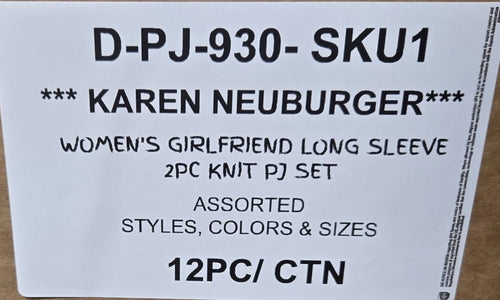 D-PJ-930- SKU1
*** KAREN NEUBURGER***
WOMEN'S GIRLFRIEND LONG SLEEVE
2PC KNIT PJ SET
ASSORTED
STYLES, COLORS & SIZES
12PC/ CTN